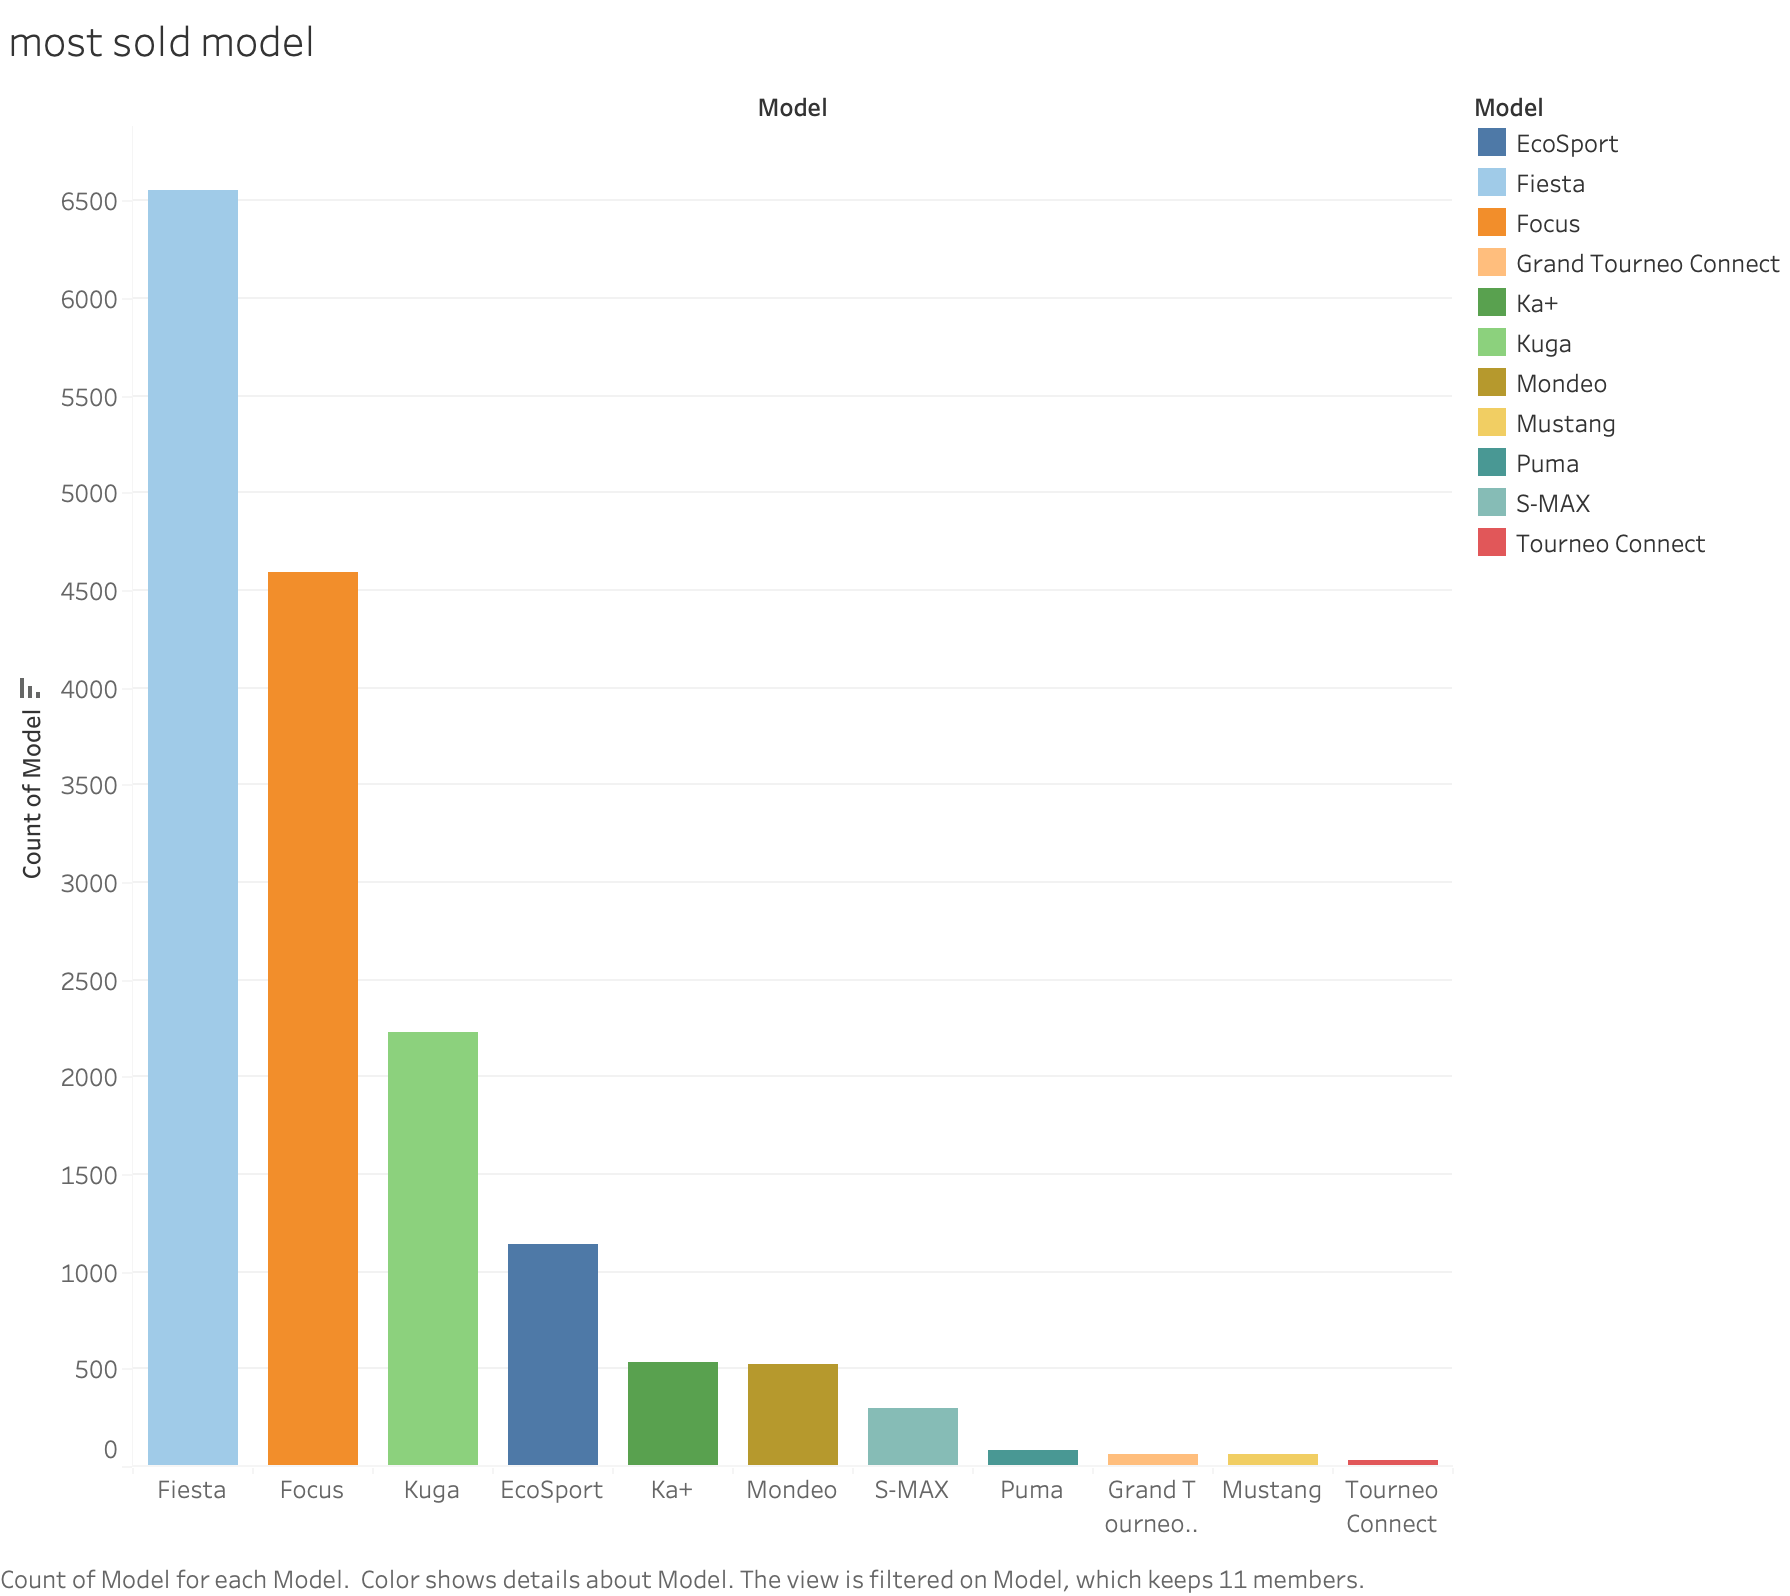 most sold model
Model
6500
6000
5500
5000
4500
4000
3500
3000
2500
2000
1500
1000
500
0
Count of Model
Fiesta Focus Kuga EcoSport Ka+ Mondeo S-MAX Puma Grand T Mustang Tourneo
ourneo.. Connect
Model
EcoSport
Fiesta
Focus
Grand Tourneo Connect
Ka+
Kuga
Mondeo
Mustang
Puma
S-MAX
Tourneo Connect
Count of Model for each Model.  Color shows details about Model. The view is filtered on Model, which keeps 11 members.